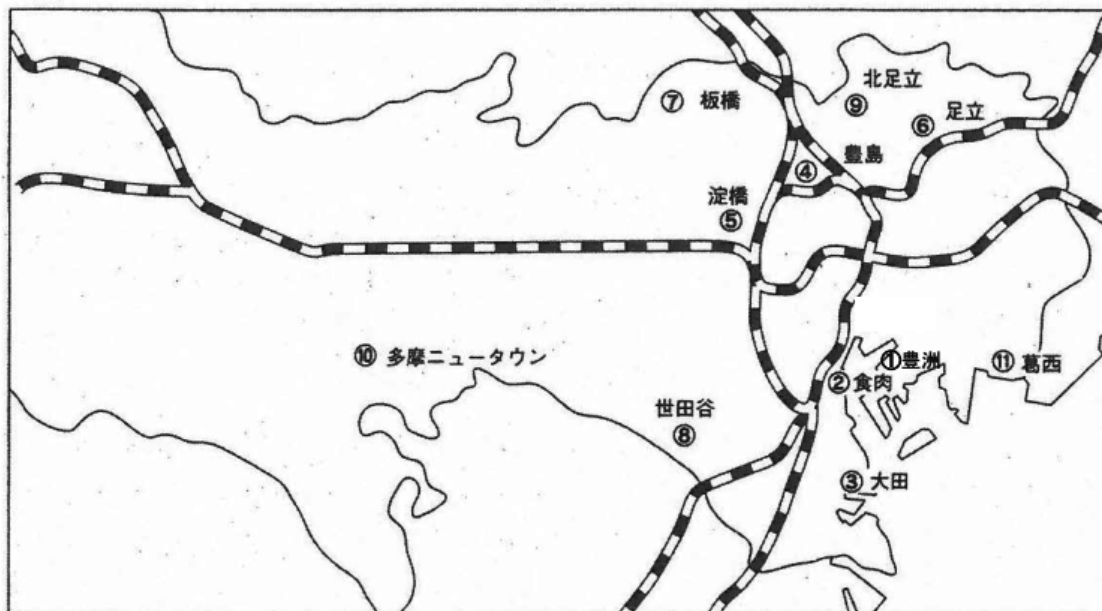 北足立
⑨
⑦ 板橋
足立
⑥
豊島
④
淀橋
⑤
⑩ 多摩ニュータウン
①豊洲
⑪ 葛西
② 食肉
世田谷
⑧
③ 大田